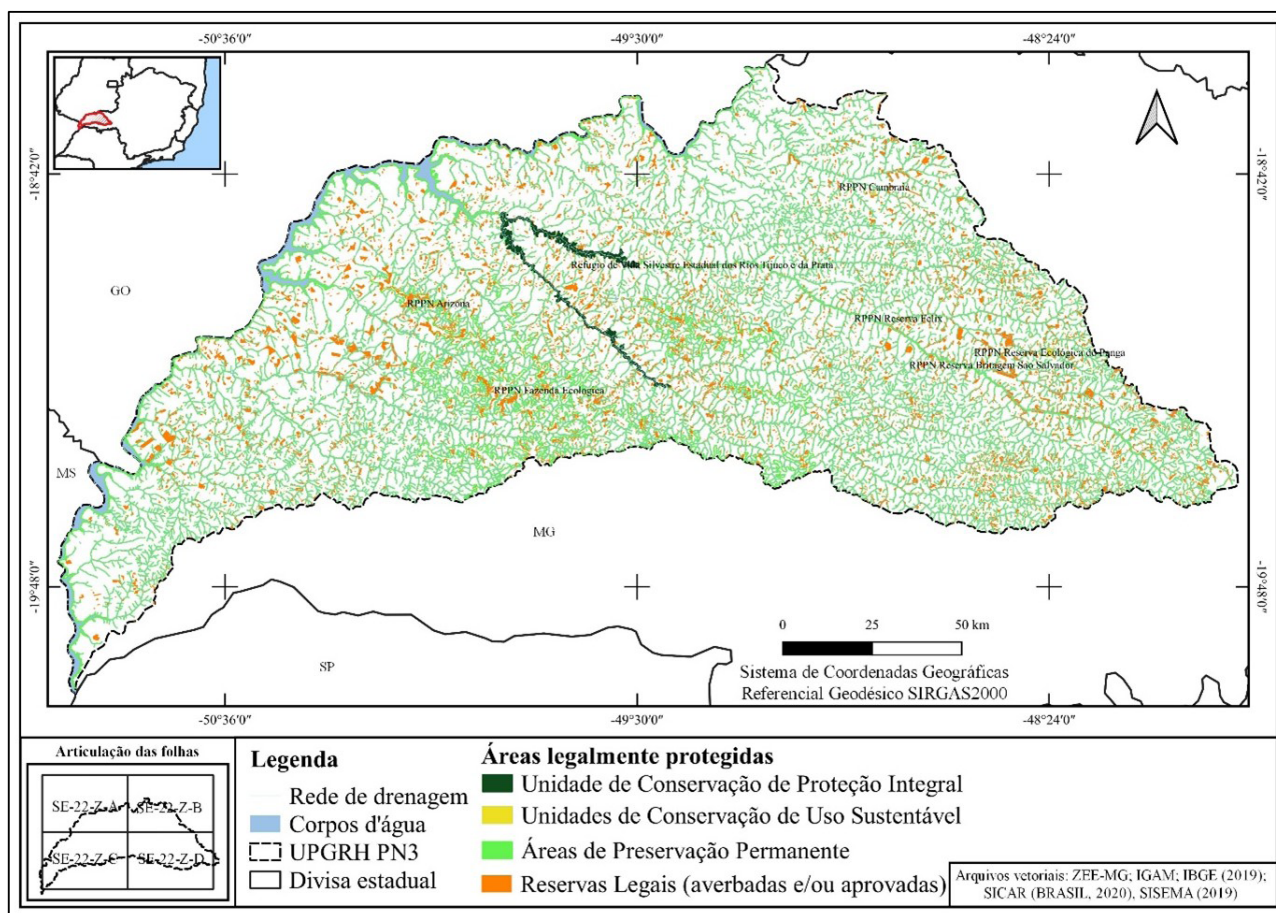 -50°36'0"
-49°30'0"
-48°24'0"
-18°42'0"
-18°42'0"
RPPN Cambraia
Refúgio de Vida Silvestre Estadual dos Rios Tijuco e da Prata
GO
RPPN Arizona
RPPN Reserva Felix
RPPN Reserva Ecológica do Panga
RPPN Reserva Britagem São Salvador
RPPN Fazenda Ecológica
MS
MG
-19°48'0"
-19°48'0"
0 25 50 km
SP
Sistema de Coordenadas Geográficas
Referencial Geodésico SIRGAS2000
-50°36'0"
-49°30'0"
-48°24'0"
Articulação das folhas
SE-22-Z-A
SE-22-Z-B
SE-22-Z-C
SE-22-Z-D
Legenda
Rede de drenagem
Corpos d'água
UPGRH PN3
Divisa estadual
Áreas legalmente protegidas
Unidade de Conservação de Proteção Integral
Unidades de Conservação de Uso Sustentável
Áreas de Preservação Permanente
Reservas Legais (averbadas e/ou aprovadas)
Arquivos vetoriais: ZEE-MG; IGAM; IBGE (2019);
SICAR (BRASIL, 2020), SISEMA (2019)